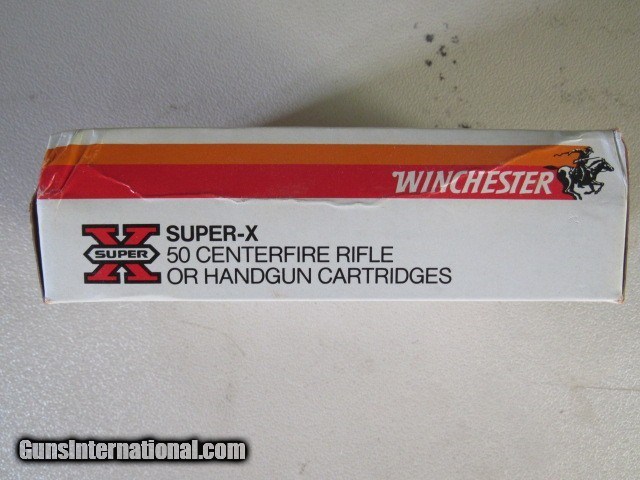 WINCHESTER
SUPER
SUPER-X
50 CENTERFIRE RIFLE
OR HANDGUN CARTRIDGES
GunsInternational.com